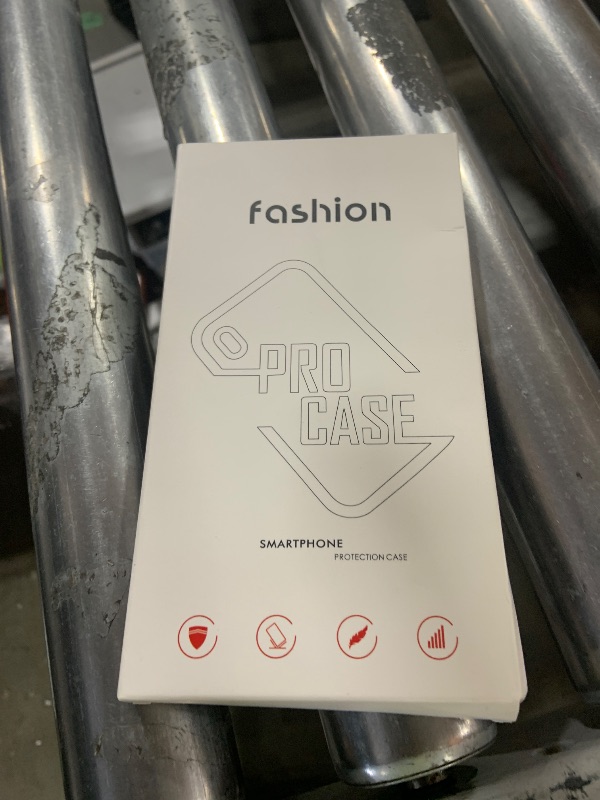 fashion
PRO
CASE
SMARTPHONE
PROTECTION CASE